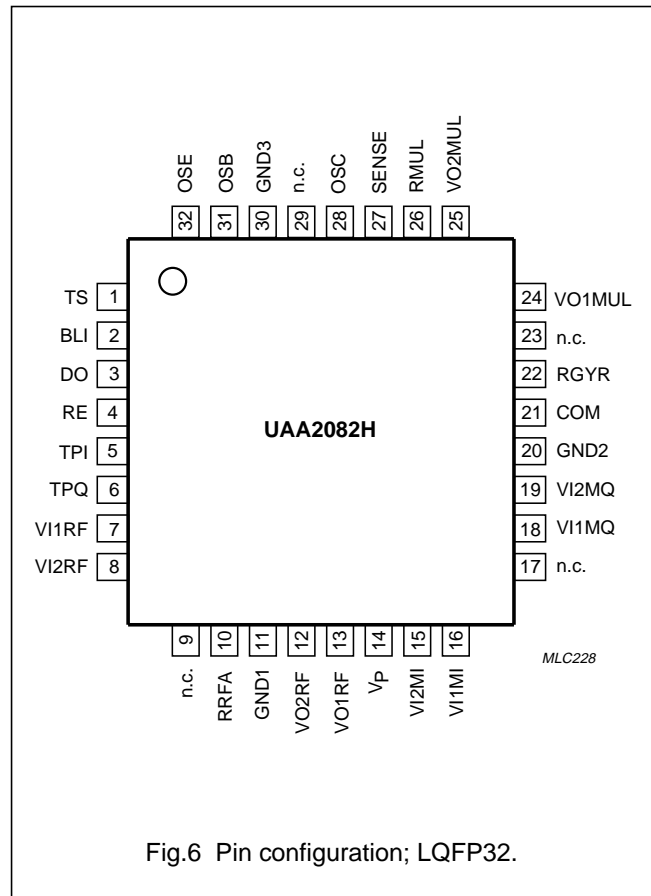 OSE
OSB
GND3
n.c.
OSC
SENSE
RMUL
VO2MUL
32
31
30
29
28
27
26
25
TS 1
BLI 2
DO 3
RE 4
TPI 5
TPQ 6
VI1RF 7
VI2RF 8
UAA2082H
24 VO1MUL
23 n.c.
22 RGYR
21 COM
20 GND2
19 VI2MQ
18 VI1MQ
17 n.c.
9
10
11
12
13
14
15
16
n.c.
RRFA
GND1
VO2RF
VO1RF
VP
VI2MI
VI1MI
MLC228
Fig.6 Pin configuration; LQFP32.